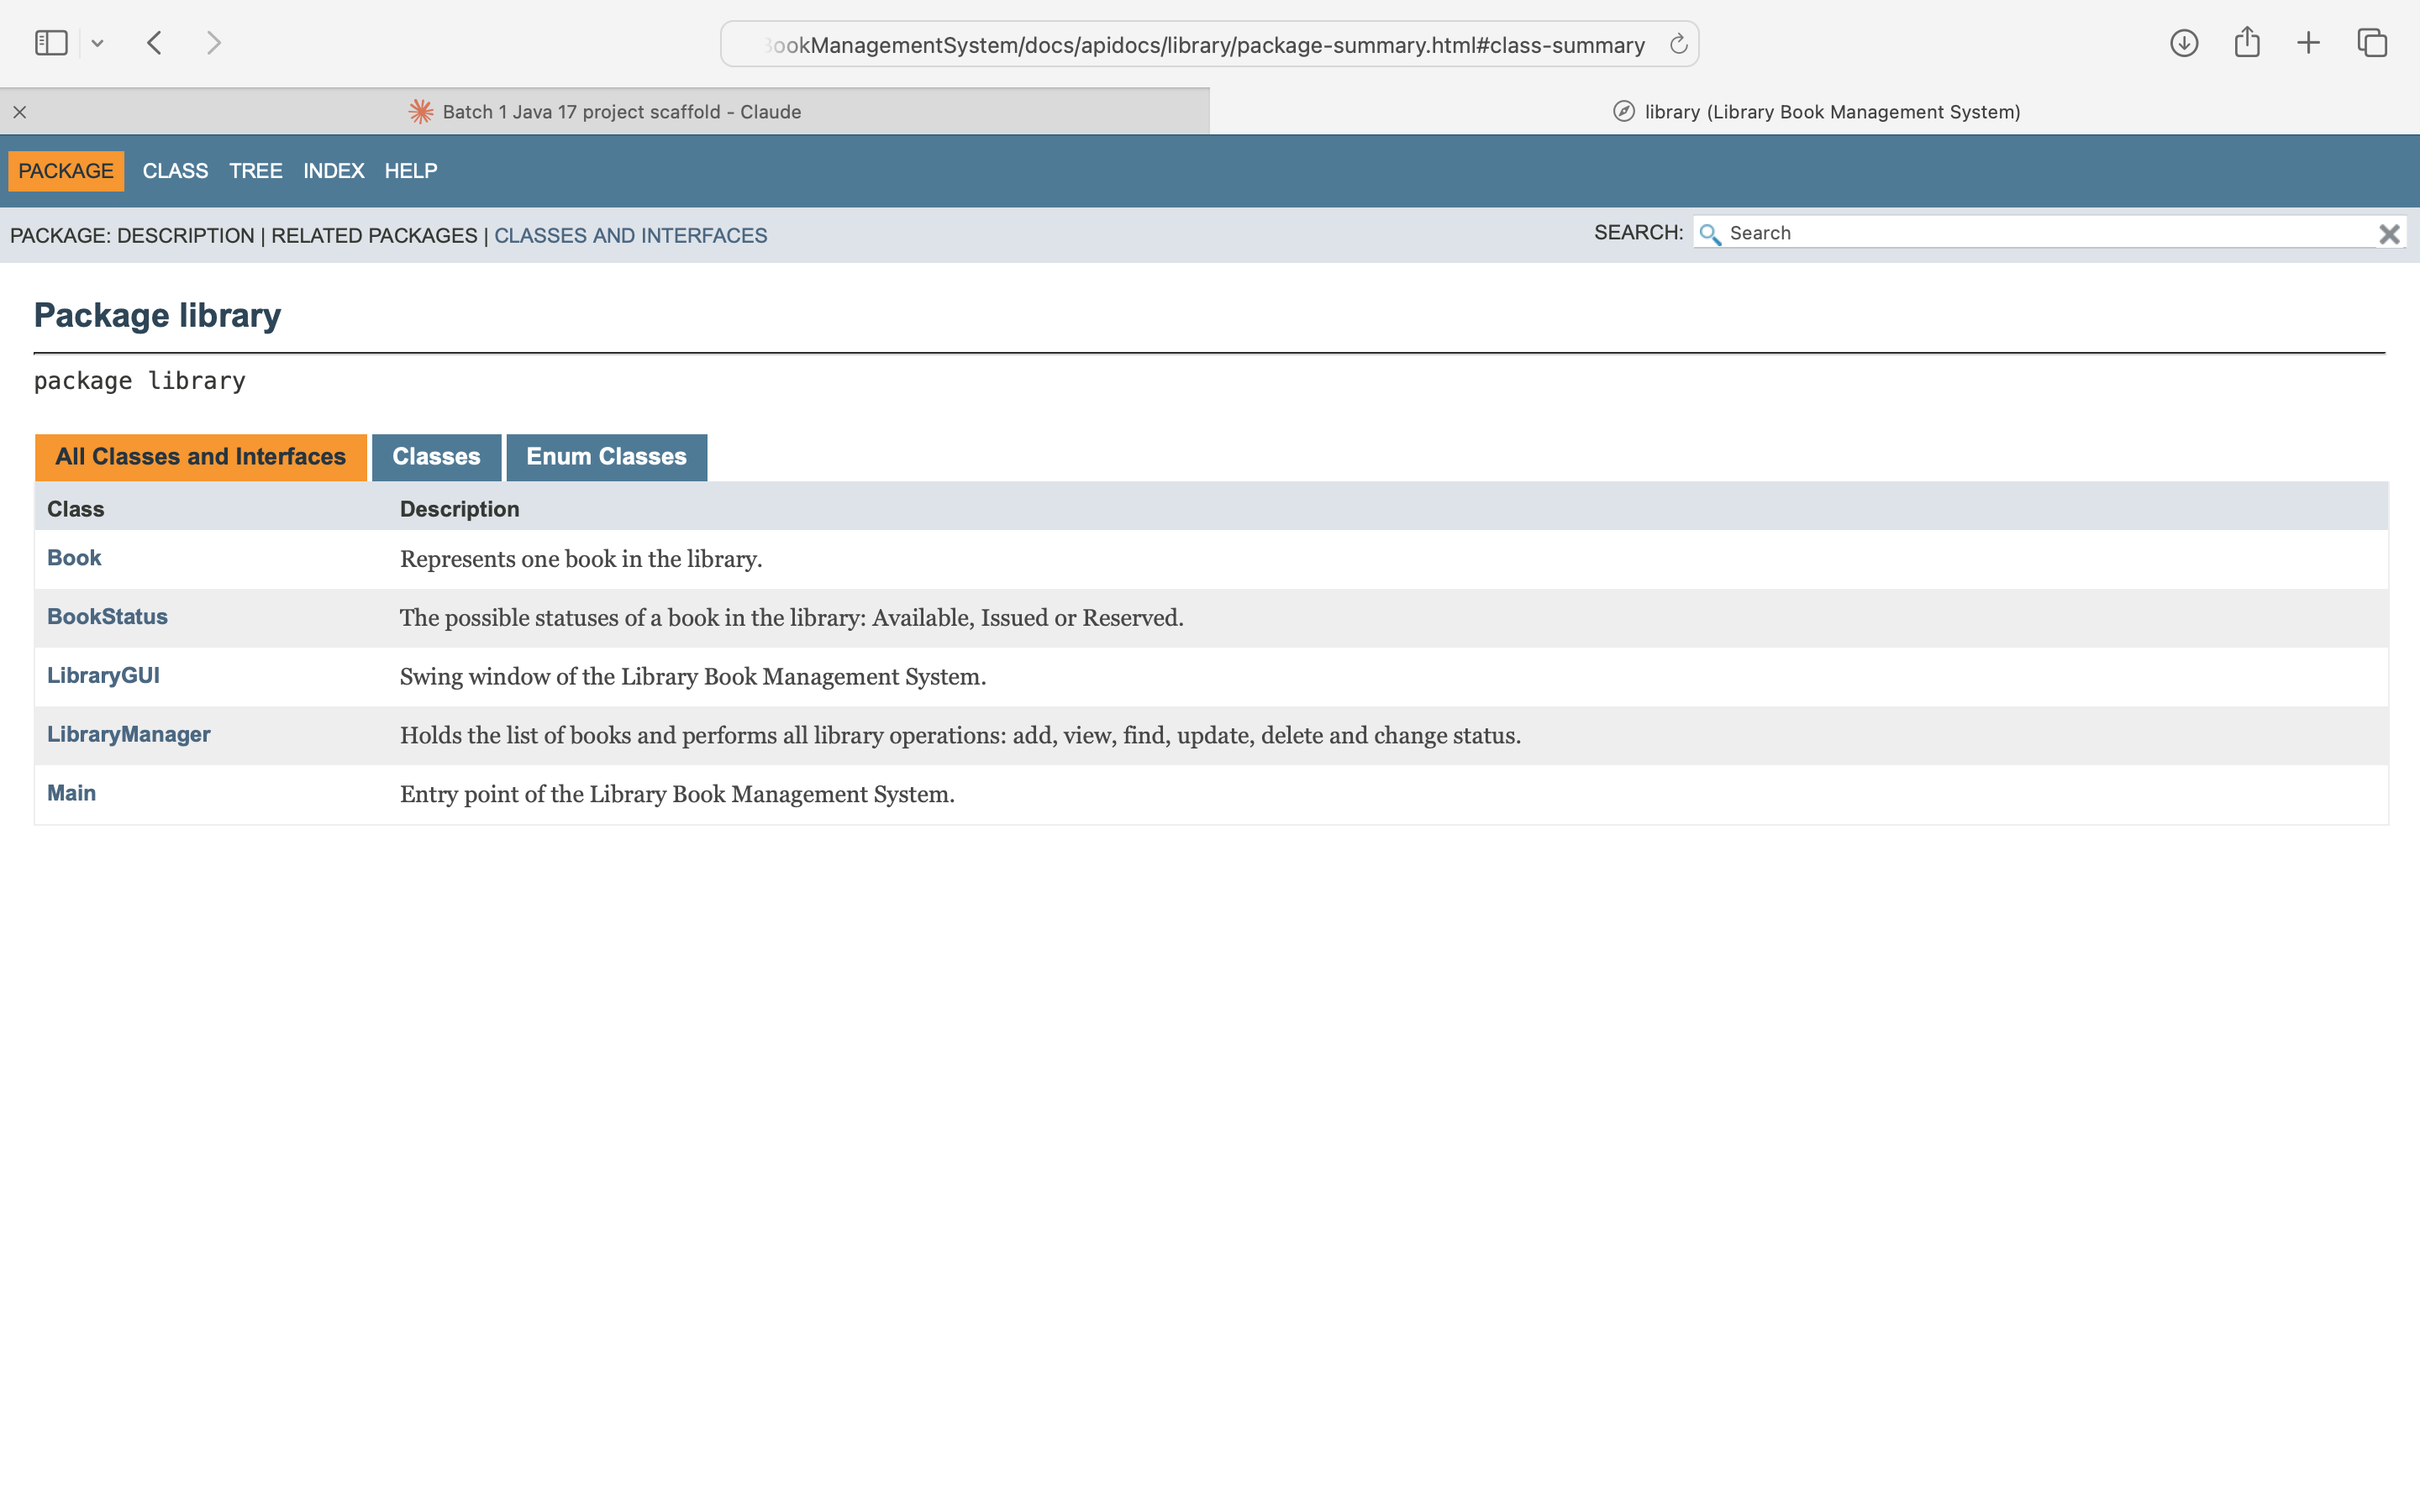 ookManagementSystem/docs/apidocs/library/package-summary.html#class-summary
Batch 1 Java 17 project scaffold - Claude
library (Library Book Management System)
PACKAGE CLASS TREE INDEX HELP
PACKAGE: DESCRIPTION | RELATED PACKAGES | CLASSES AND INTERFACES
SEARCH: Search
Package library
package library
All Classes and Interfaces Classes Enum Classes
Class Description
Book Represents one book in the library.
BookStatus The possible statuses of a book in the library: Available, Issued or Reserved.
LibraryGUI Swing window of the Library Book Management System.
LibraryManager Holds the list of books and performs all library operations: add, view, find, update, delete and change status.
Main Entry point of the Library Book Management System.